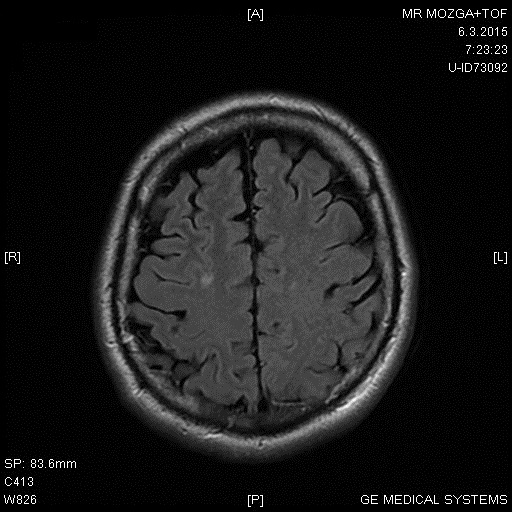 [A]
MR MOZGA+TOF
6.3.2015
7:23:23
U-ID73092
[R]
[L]
SP: 83.6mm
C413
W826
[P]
GE MEDICAL SYSTEMS